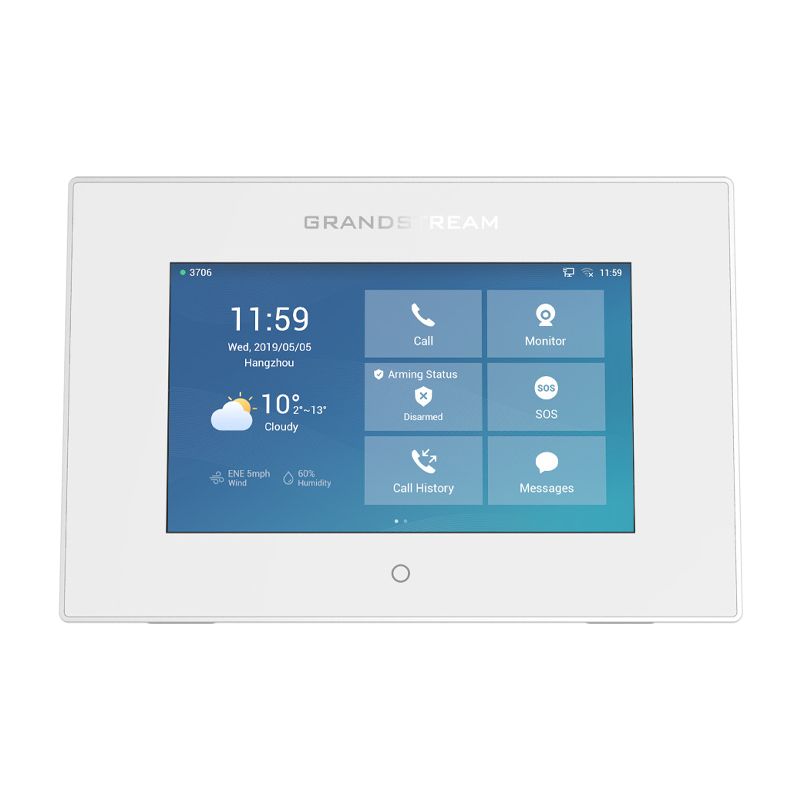 GRANDSTREAM
3706
11:59
11:59
Wed, 2019/05/05
Hangzhou
10°
2°~13°
Cloudy
ENE 5mph
Wind
60%
Humidity
Call
Monitor
Arming Status
Disarmed
SOS
SOS
Call History
Messages